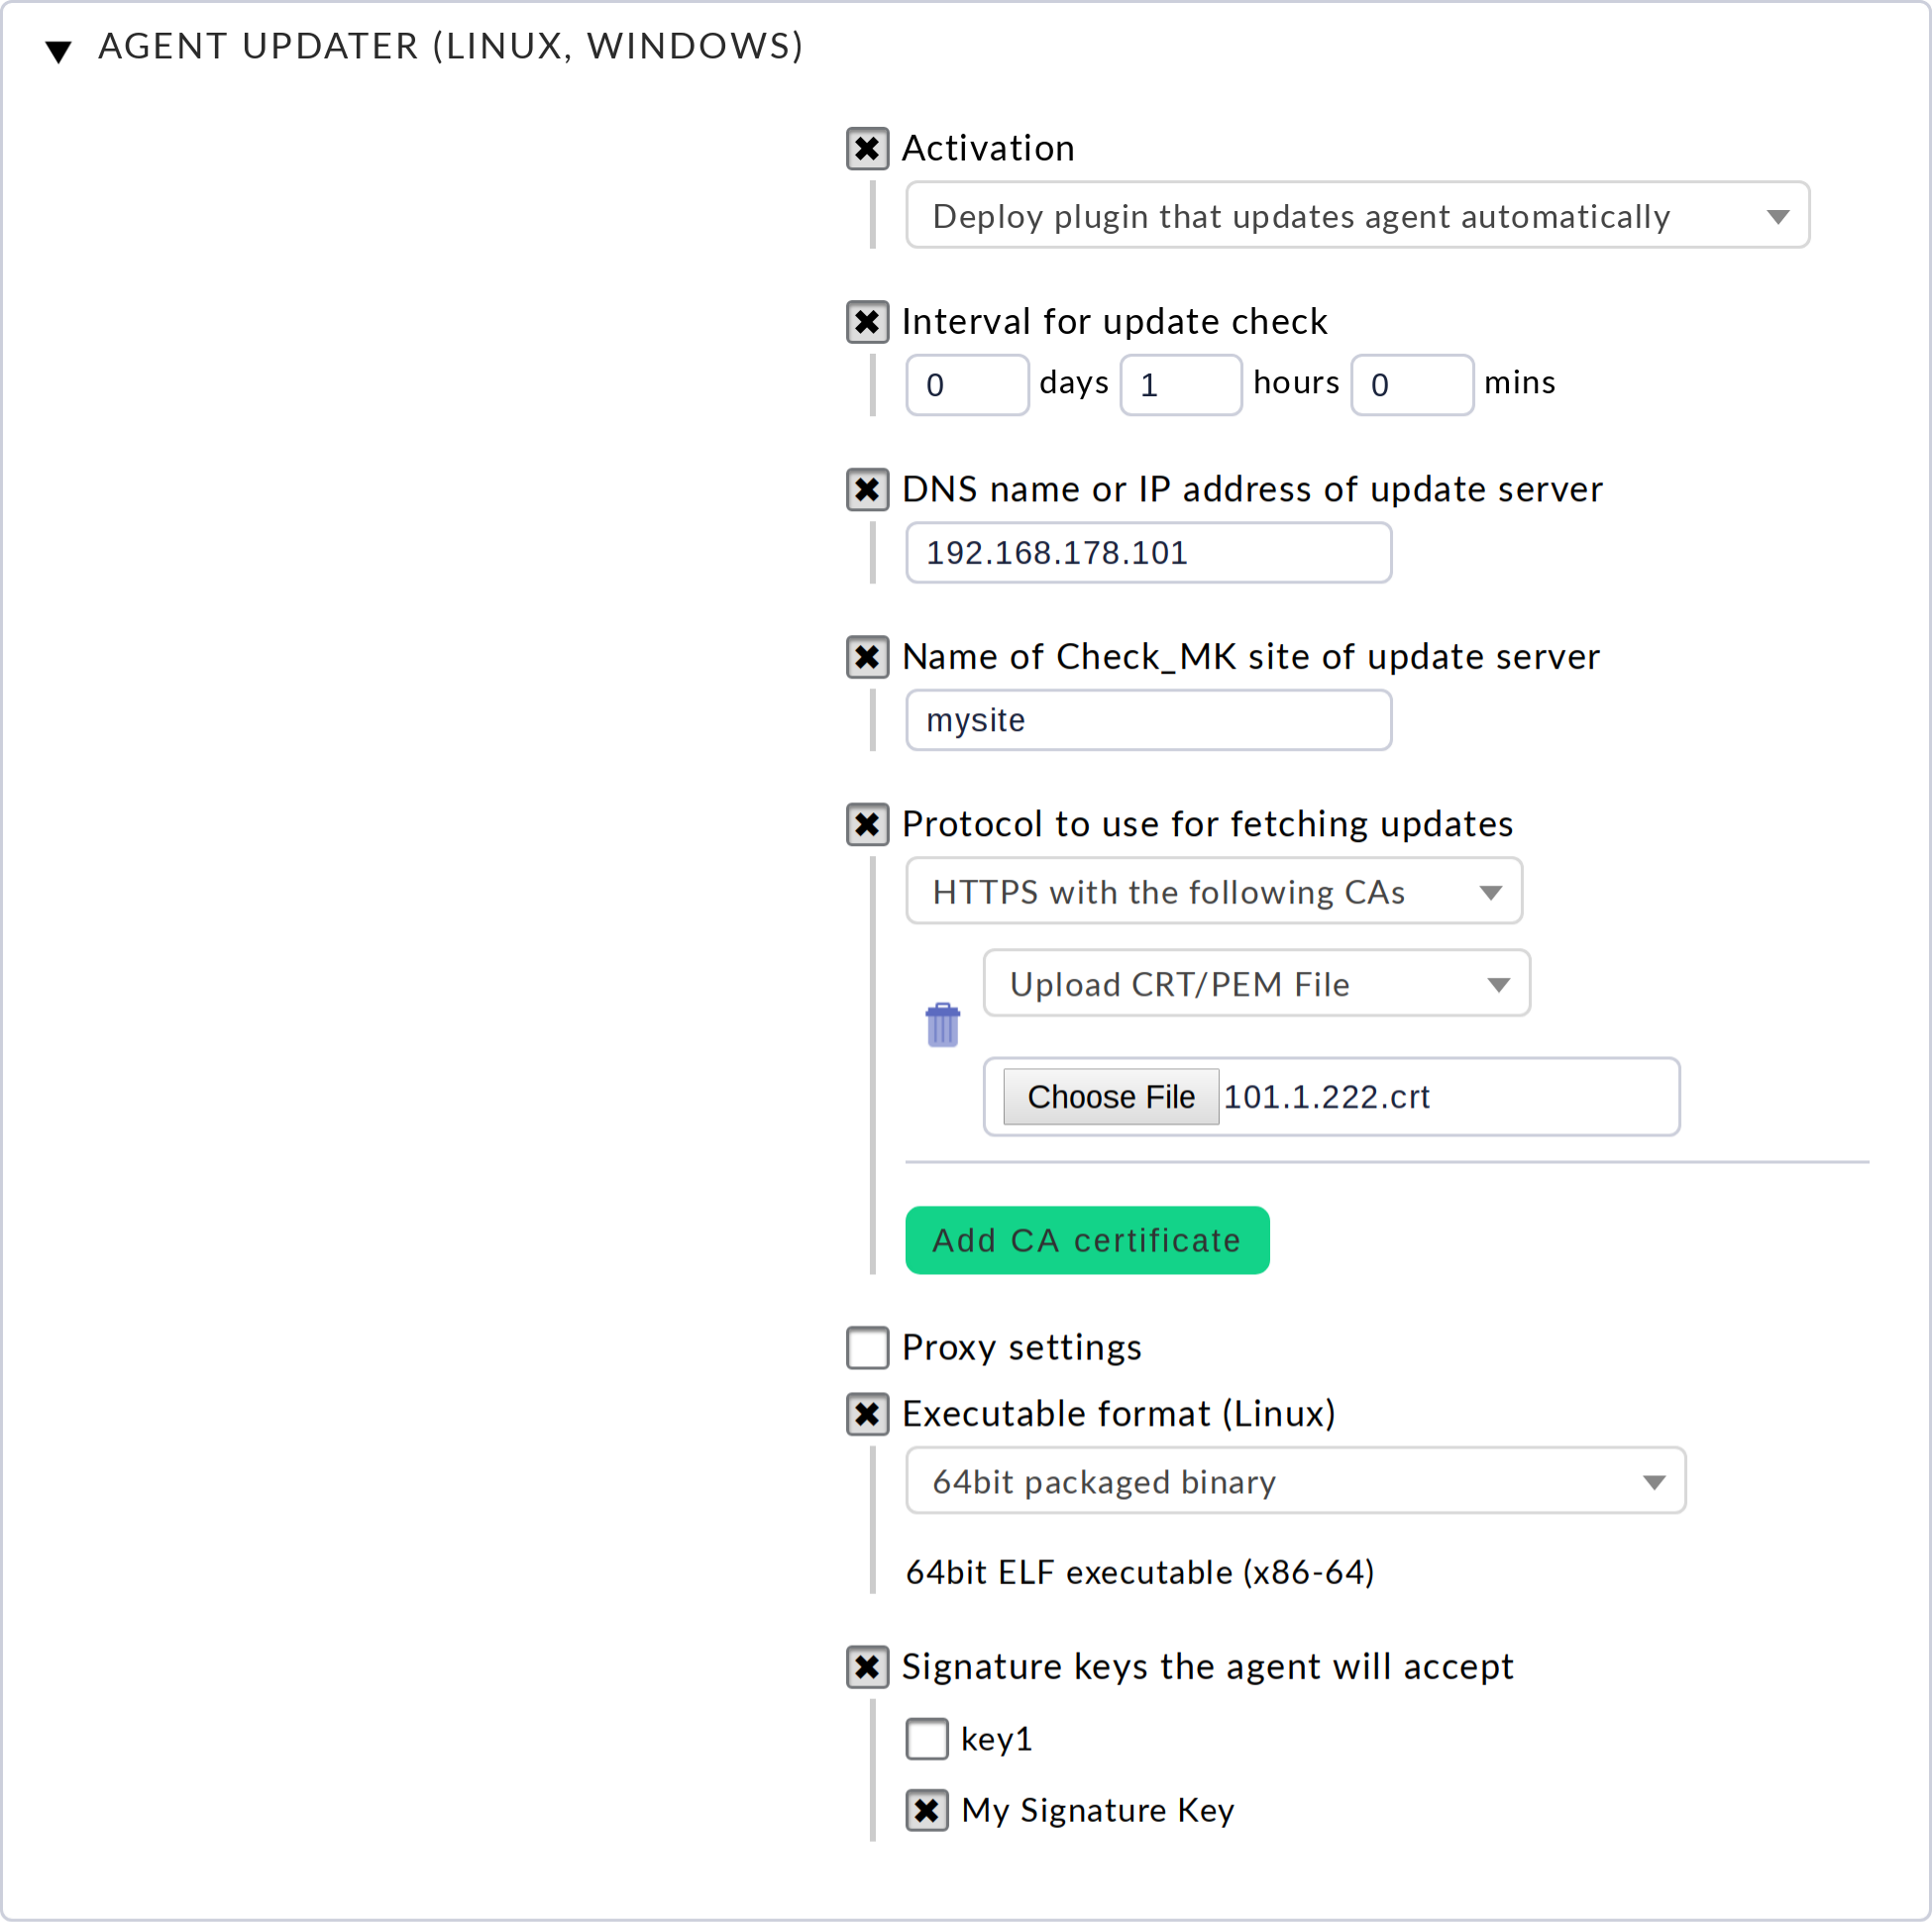 AGENT UPDATER (LINUX, WINDOWS)
Activation
Deploy plugin that updates agent automatically
Interval for update check
0 days 1 hours 0 mins
DNS name or IP address of update server
192.168.178.101
Name of Check_MK site of update server
mysite
Protocol to use for fetching updates
HTTPS with the following CAs
Upload CRT/PEM File
Choose File 101.1.222.crt
Add CA certificate
Proxy settings
Executable format (Linux)
64bit packaged binary
64bit ELF executable (x86-64)
Signature keys the agent will accept
key1
My Signature Key